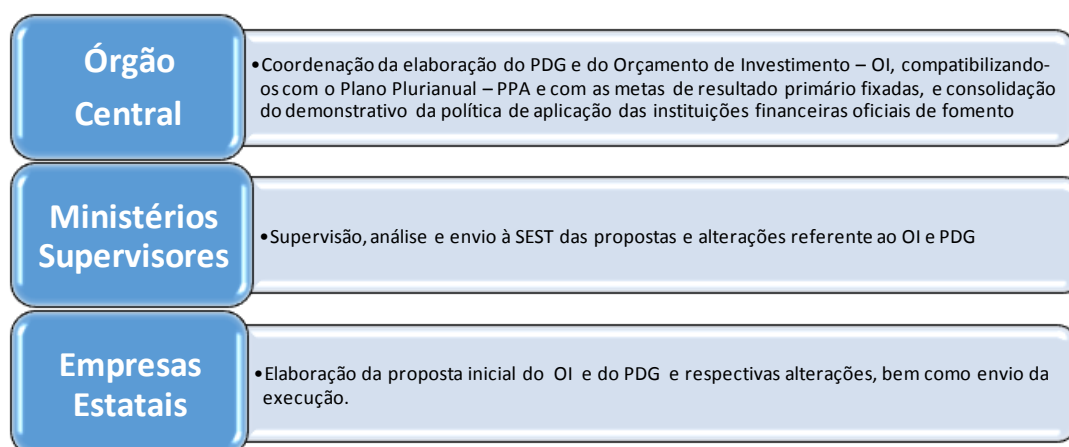 Órgão
Central
•Coordenação da elaboração do PDG e do Orçamento de Investimento – OI, compatibilizando-
os com o Plano Plurianual – PPA e com as metas de resultado primário fixadas, e consolidação
do demonstrativo da política de aplicação das instituições financeiras oficiais de fomento
Ministérios
Supervisores
•Supervisão, análise e envio à SEST das propostas e alterações referente ao OI e PDG
Empresas
Estatais
•Elaboração da proposta inicial do OI e do PDG e respectivas alterações, bem como envio da
execução.